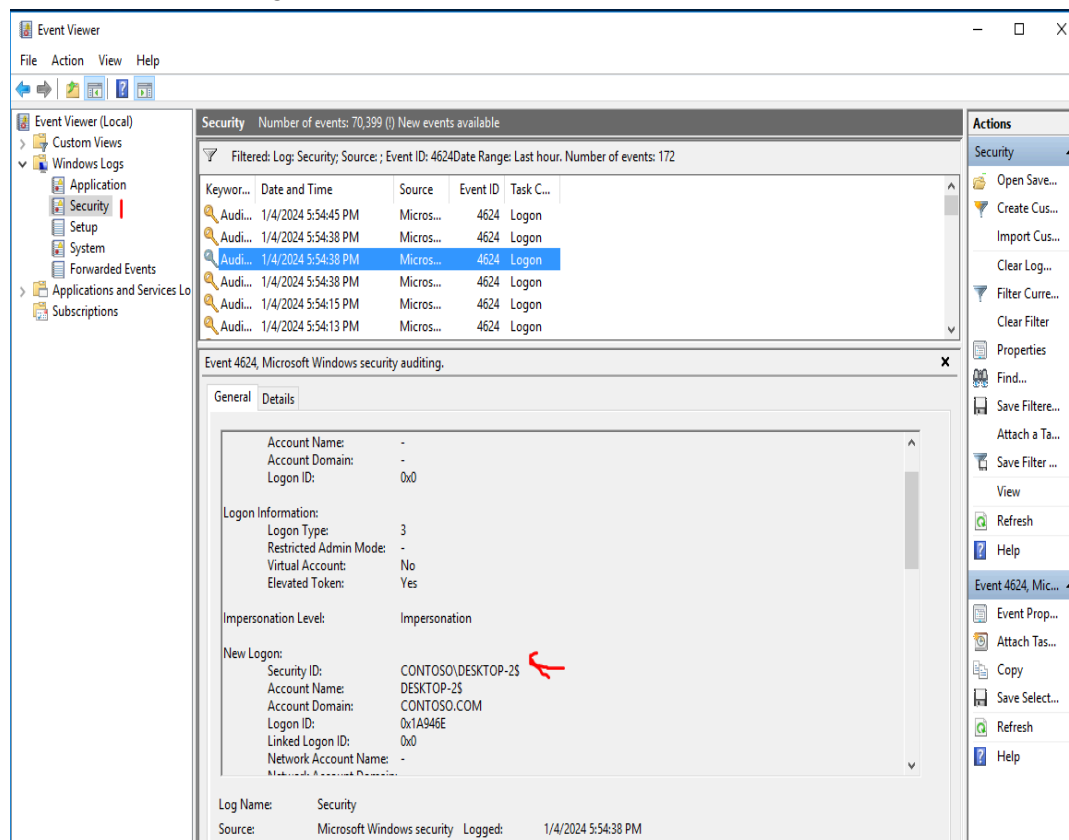 Event Viewer
File Action View Help
Event Viewer (Local)
Custom Views
Windows Logs
Application
Security
Setup
System
Forwarded Events
Applications and Services Lo
Subscriptions
Security Number of events: 70,399 (!) New events available
Filtered: Log: Security; Source: ; Event ID: 4624Date Range: Last hour. Number of events: 172
Keywor... Date and Time Source Event ID Task C...
Audi... 1/4/2024 5:54:45 PM Micros... 4624 Logon
Audi... 1/4/2024 5:54:38 PM Micros... 4624 Logon
Audi... 1/4/2024 5:54:38 PM Micros... 4624 Logon
Audi... 1/4/2024 5:54:38 PM Micros... 4624 Logon
Audi... 1/4/2024 5:54:15 PM Micros... 4624 Logon
Audi... 1/4/2024 5:54:13 PM Micros... 4624 Logon
Event 4624, Microsoft Windows security auditing.
General Details
Account Name: -
Account Domain: -
Logon ID: 0x0
Logon Information:
Logon Type: 3
Restricted Admin Mode: -
Virtual Account: No
Elevated Token: Yes
Impersonation Level: Impersonation
New Logon:
Security ID: CONTOSO\DESKTOP-2$
Account Name: DESKTOP-2$
Account Domain: CONTOSO.COM
Logon ID: 0x1A946E
Linked Logon ID: 0x0
Network Account Name: -
Network Account Domain:
Log Name: Security
Source: Microsoft Windows security Logged: 1/4/2024 5:54:38 PM
Actions
Security
Open Save...
Create Cus...
Import Cus...
Clear Log...
Filter Curre...
Clear Filter
Properties
Find...
Save Filtere...
Attach a Ta...
Save Filter ...
View
Refresh
Help
Event 4624, Mic...
Event Prop...
Attach Tas...
Copy
Save Select...
Refresh
Help